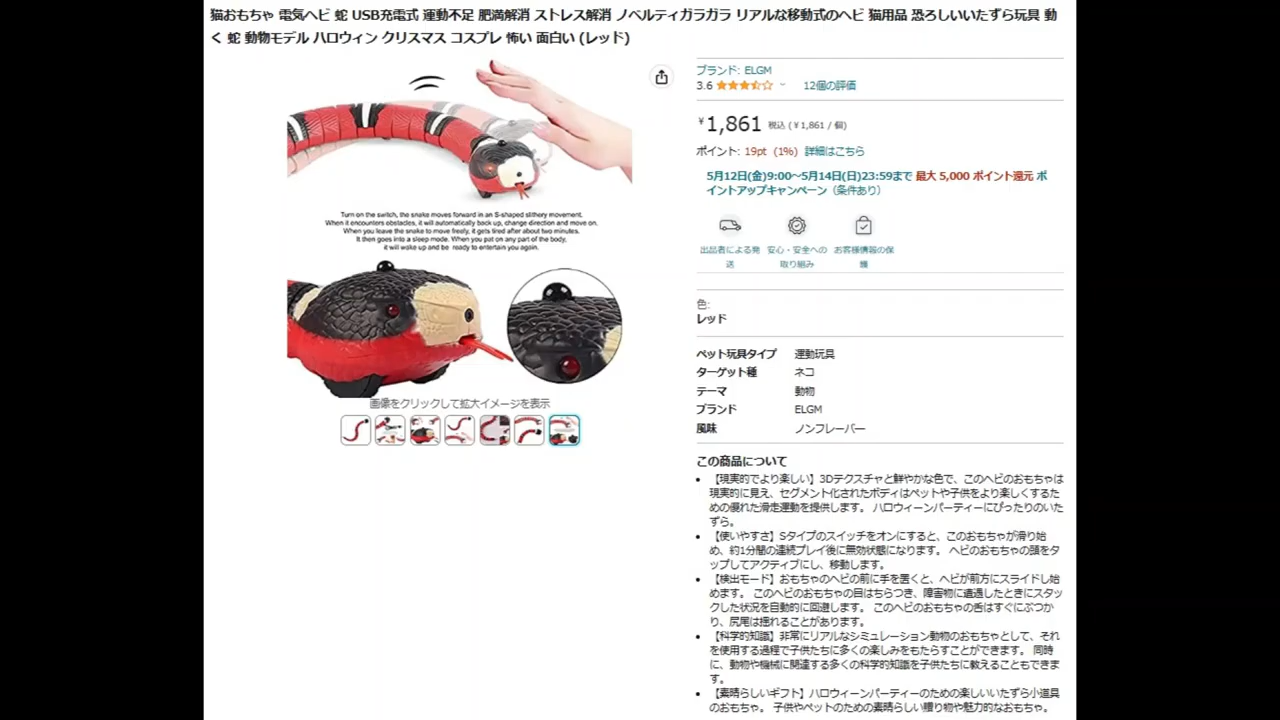 猫おもちゃ 電気ヘビ 蛇 USB充電式 運動不足 肥満解消 ストレス解消 ノベルティガラガラ リアルな移動式のヘビ 猫用品 恐ろしいいたずら玩具 動
く 蛇 動物モデル ハロウィン クリスマス コスプレ 怖い 面白い (レッド)
ブランド: ELGM
3.6 12個の評価
¥1,861 税込 (¥1,861 / 個)
ポイント: 19pt (1%) 詳細はこちら
5月12日(金)9:00～5月14日(日)23:59まで 最大 5,000 ポイント還元 ポ
イントアップキャンペーン（条件あり）
出品者による発
送
安心・安全への
取り組み
お客様情報の保
護
Turn on the switch, the snake moves forward in an S-shaped slithery movement.
When it encounters obstacles, it will automatically back up, change direction and move on.
When you leave the snake to move freely, it gets tired after about two minutes.
It then goes into a sleep mode. When you put on any part of the body,
it will wake up and be ready to entertain you again.
画像をクリックして拡大イメージを表示
色:
レッド
ペット玩具タイプ 運動玩具
ターゲット種 ネコ
テーマ 動物
ブランド ELGM
風味 ノンフレーバー
この商品について
• 【現実的でより楽しい】3Dテクスチャと鮮やかな色で、このヘビのおもちゃは
現実的に見え、セグメント化されたボディはペットや子供をより楽しくするた
めの優れた滑走運動を提供します。 ハロウィーンパーティーにぴったりのいた
ずら。
• 【使いやすさ】Sタイプのスイッチをオンにすると、このおもちゃが滑り始
め、約1分間の連続プレイ後に無効状態になります。 ヘビのおもちゃの頭をタ
ップしてアクティブにし、移動します。
• 【検出モード】おもちゃのヘビの前に手を置くと、ヘビが前方にスライドし始
めます。 このヘビのおもちゃの目はちらつき、障害物に遭遇したときにスタッ
クした状況を自動的に回避します。 このヘビのおもちゃの舌はすぐにぶつか
り、尻尾は揺れることがあります。
• 【科学的知識】非常にリアルなシミュレーション動物のおもちゃとして、それ
を使用する過程で子供たちに多くの楽しみをもたらすことができます。 同時
に、動物や機械に関連する多くの科学的知識を子供たちに教えることもできま
す。
• 【素晴らしいギフト】ハロウィーンパーティーのための楽しいいたずら小道具
のおもちゃ。 子供やペットのための素晴らしい贈り物や魅力的なおもちゃ。